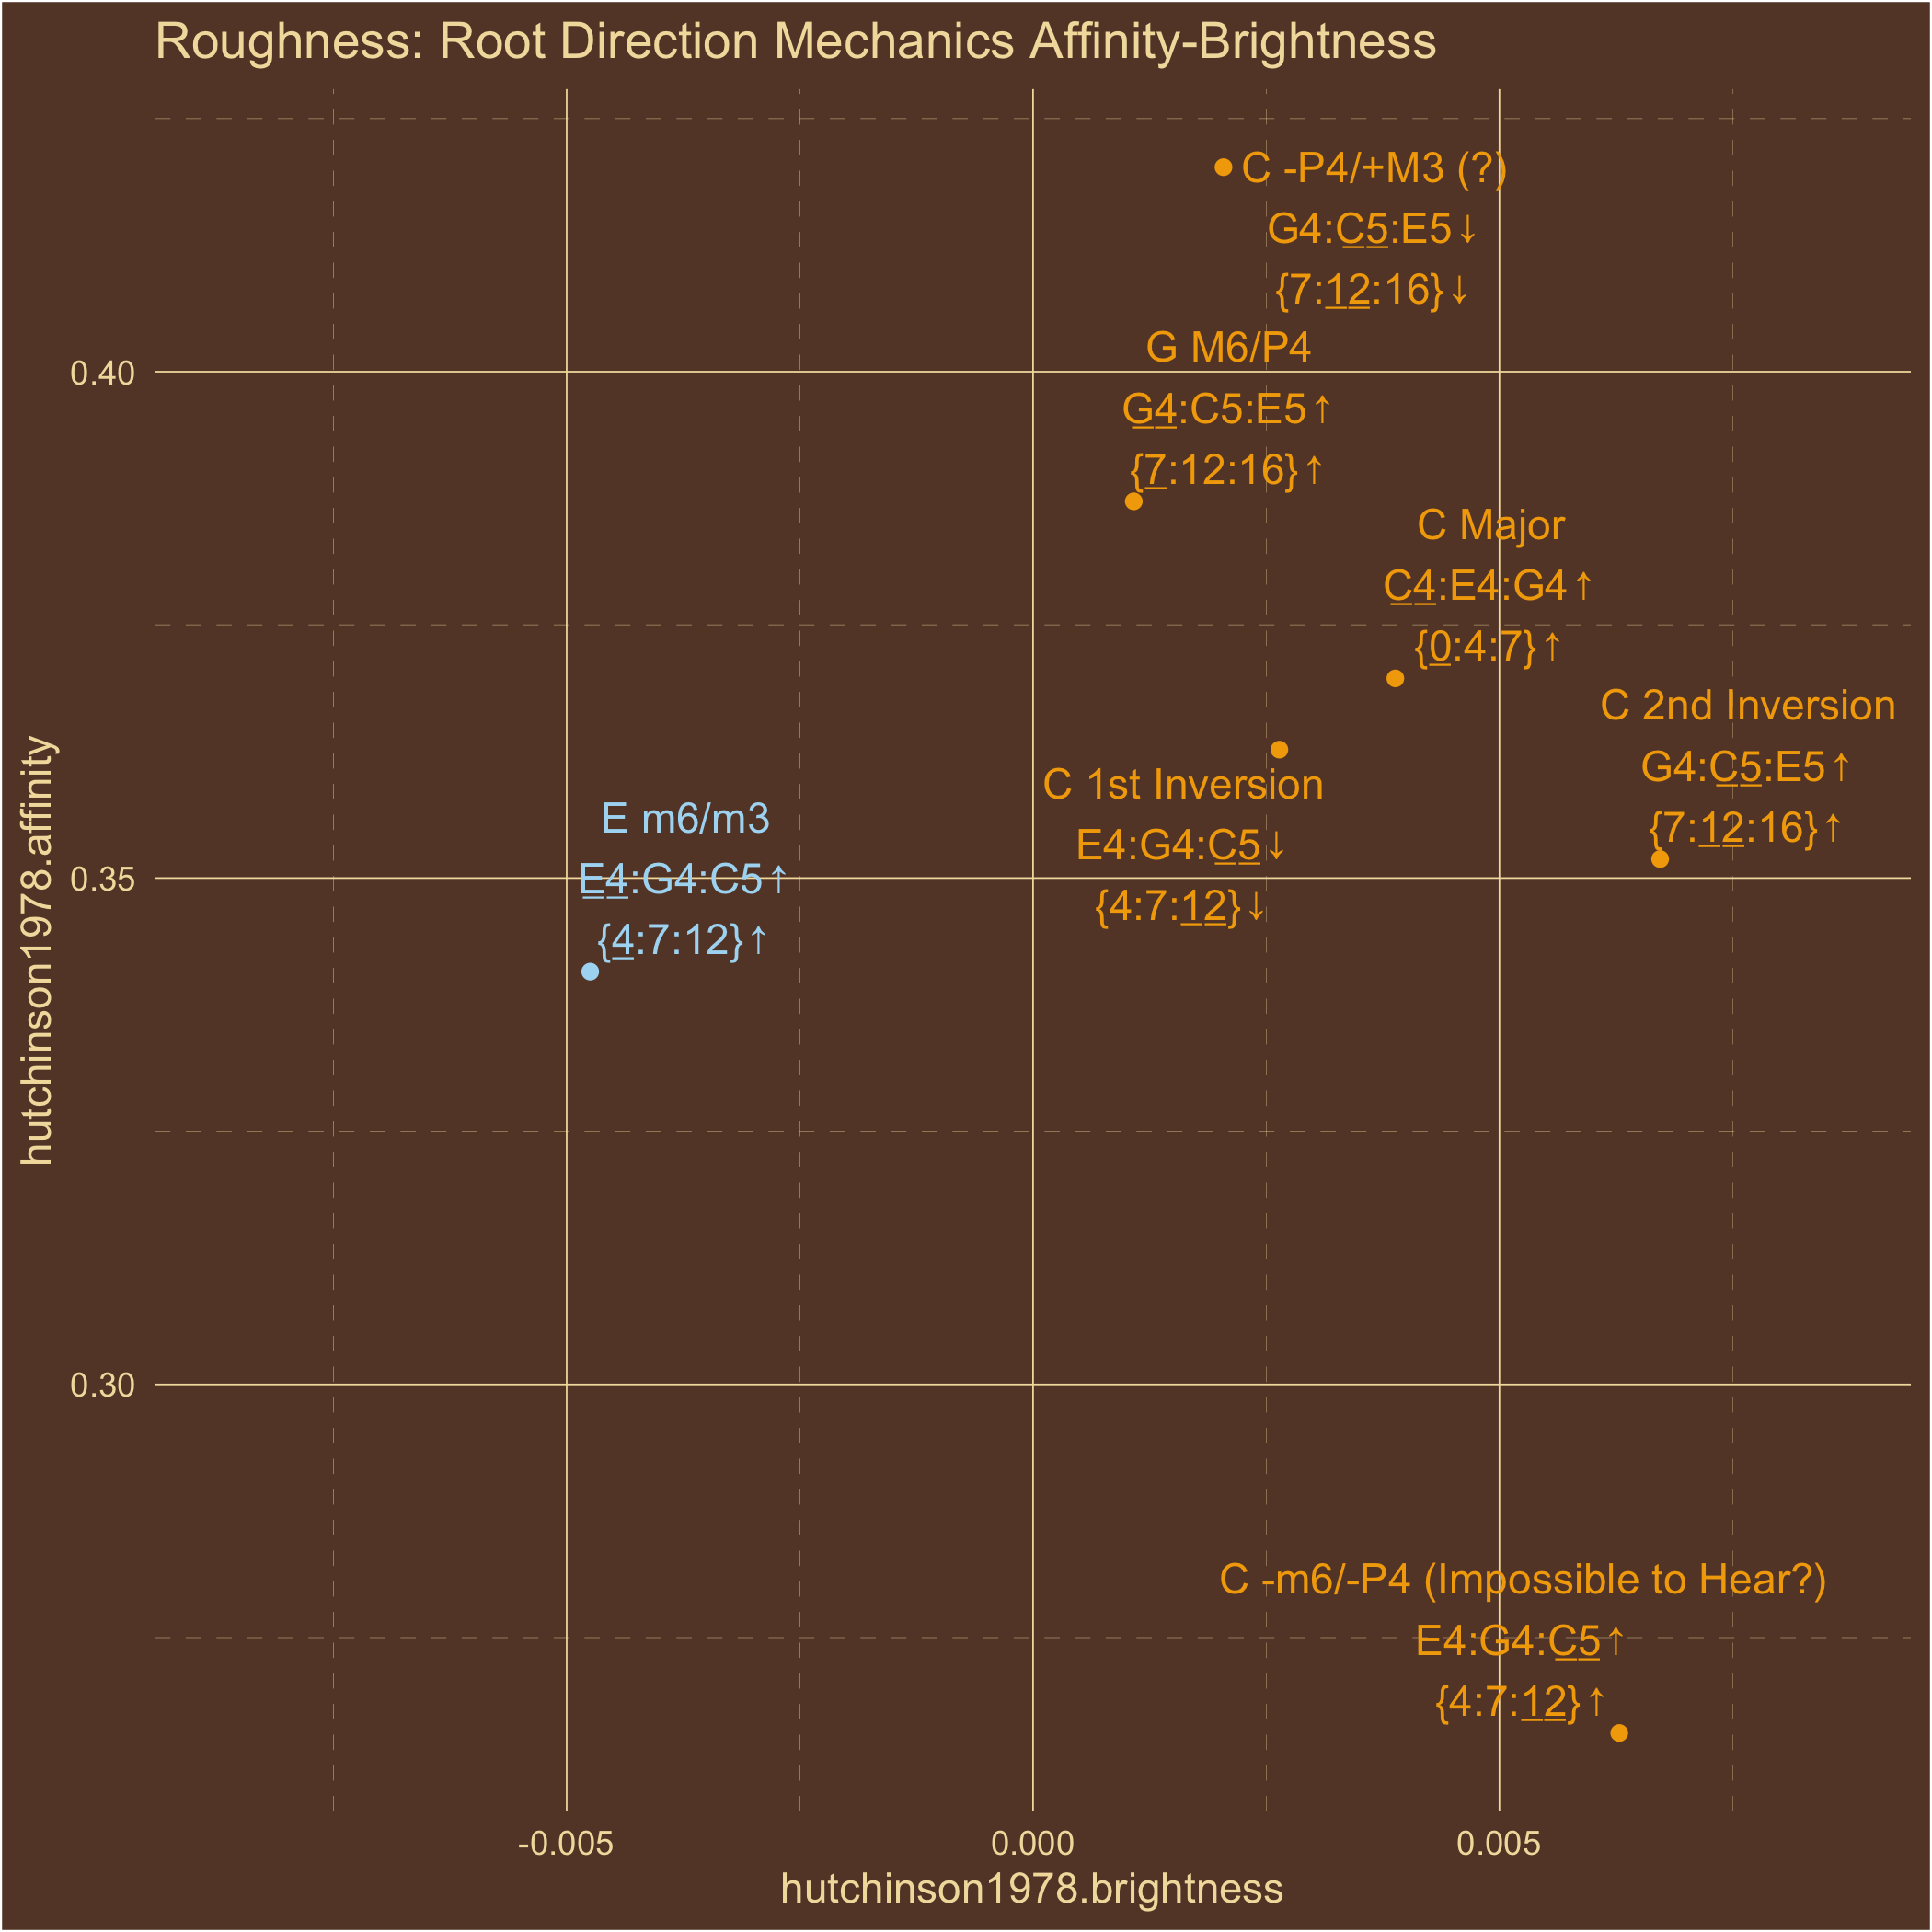 Roughness: Root Direction Mechanics Affinity-Brightness
C -P4/+M3 (?)
G4:C5:E5↓
{7:12:16}↓
G M6/P4
G4:C5:E5↑
{7:12:16}↑
C Major
C4:E4:G4↑
{0:4:7}↑
C 2nd Inversion
G4:C5:E5↑
{7:12:16}↑
C 1st Inversion
E4:G4:C5↓
{4:7:12}↓
E m6/m3
E4:G4:C5↑
{4:7:12}↑
C -m6/-P4 (Impossible to Hear?)
E4:G4:C5↑
{4:7:12}↑
0.40
0.35
0.30
hutchinson1978.affinity
-0.005
0.000
0.005
hutchinson1978.brightness